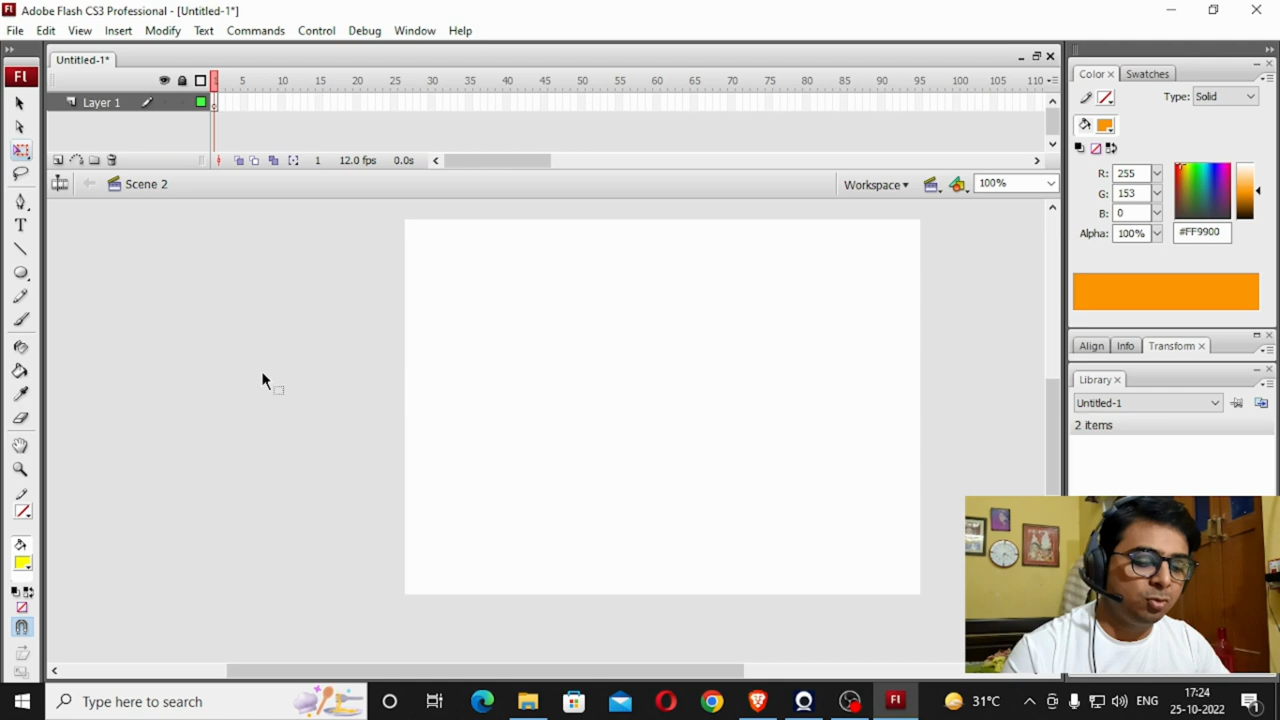 Adobe Flash CS3 Professional - [Untitled-1*]
File Edit View Insert Modify Text Commands Control Debug Window Help
Untitled-1*
5 10 15 20 25 30 35 40 45 50 55 60 65 70 75 80 85 90 95 100 105 110
Layer 1
1 12.0 fps 0.0s
Scene 2
Workspace
100%
Fl
T
Color Swatches
Type: Solid
R: 255
G: 153
B: 0
Alpha: 100% #FF9900
Align Info Transform
Library
Untitled-1
2 items
Type here to search
Fl
31°C
ENG
17:24
25-10-2022
1